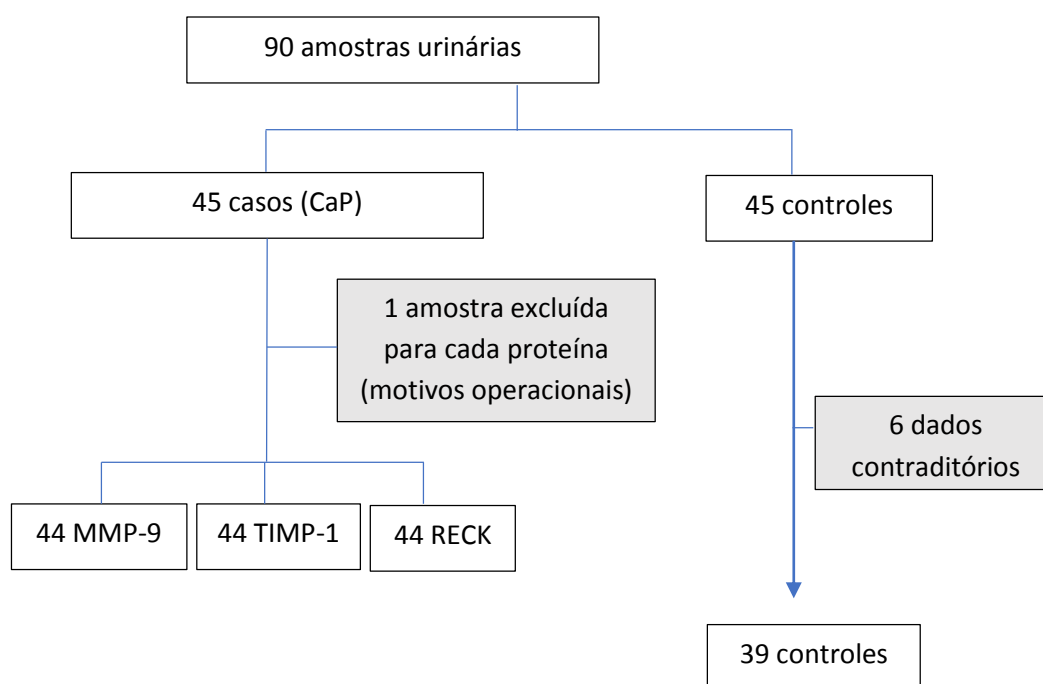 90 amostras urinárias
45 casos (CaP)
45 controles
1 amostra excluída
para cada proteína
(motivos operacionais)
6 dados
contraditórios
44 MMP-9
44 TIMP-1
44 RECK
39 controles